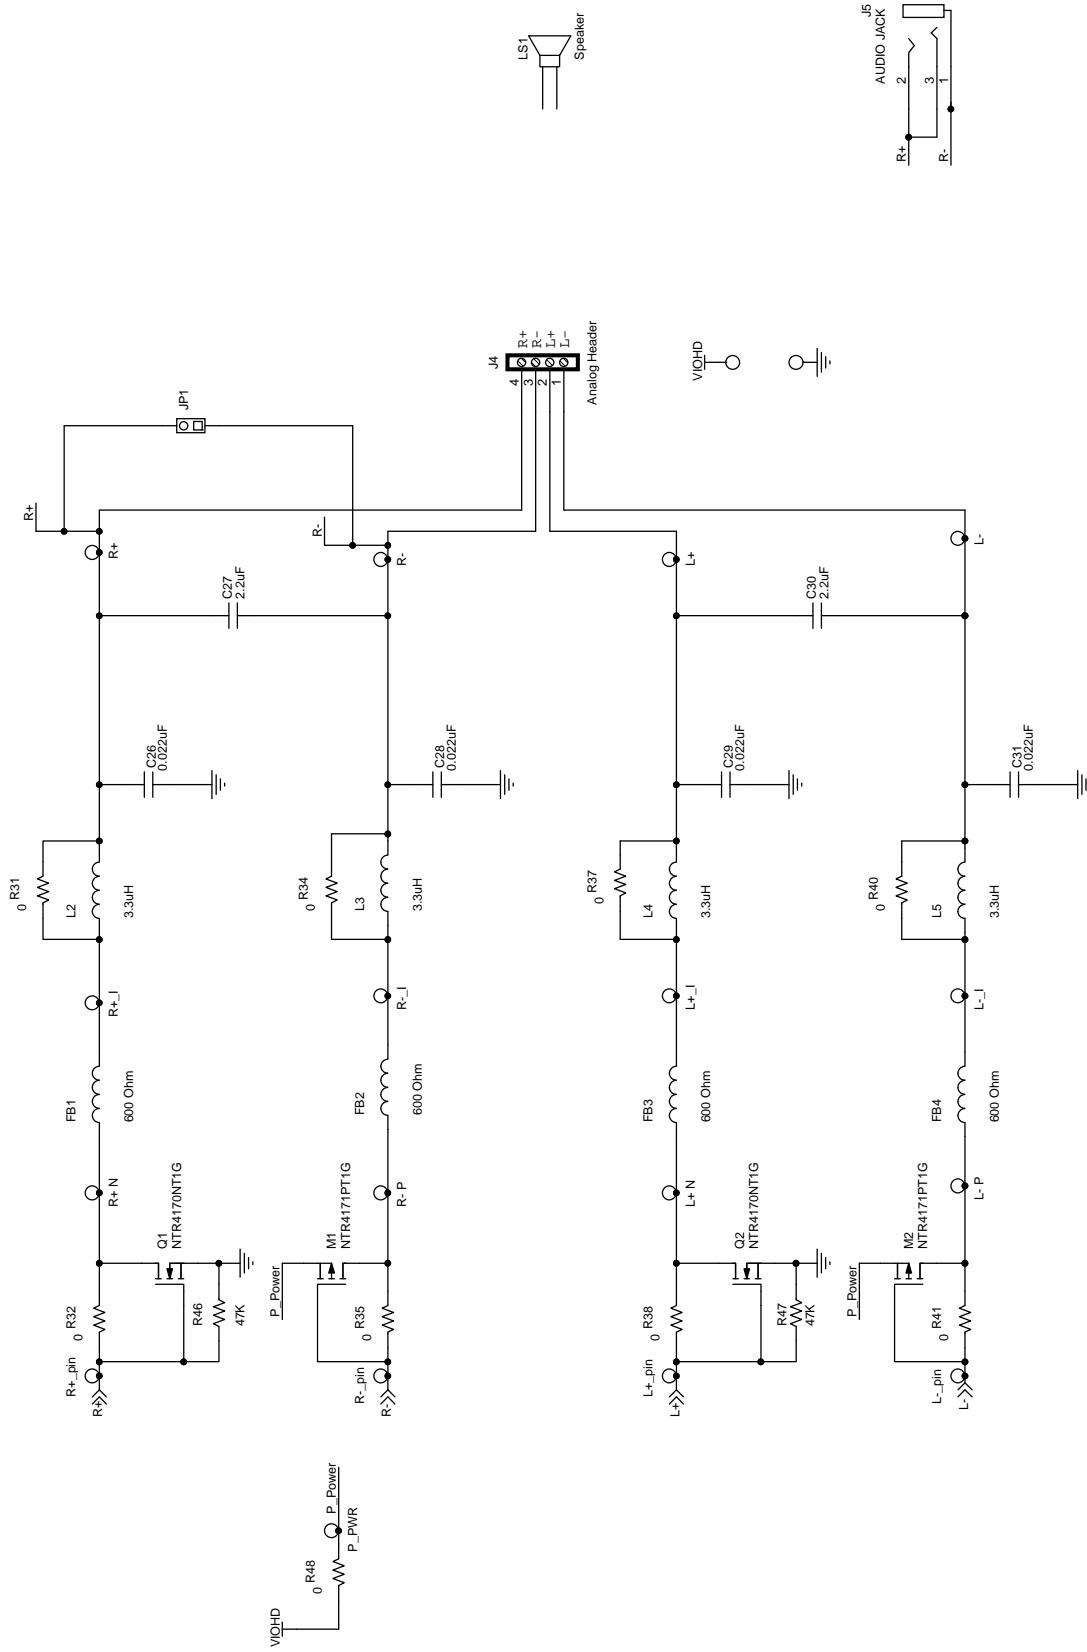 R+
R+_pin
0 R32
Q1
NTR4170NT1G
R46
47K
R+ N
FB1
600 Ohm
R+_I
0 R31
L2
3.3uH
C26
0.022uF
C27
2.2uF
R+
R+
JP1
VIOHD
0 R48
P_PWR
P_Power
R-
R-_pin
0 R35
P_Power
M1
NTR4171PT1G
R- P
FB2
600 Ohm
R-_I
0 R34
L3
3.3uH
C28
0.022uF
R-
R-
J4
4
3
2
1
R+
R-
L+
L-
Analog Header
LS1
Speaker
L+
L+_pin
0 R38
Q2
NTR4170NT1G
R47
47K
L+ N
FB3
600 Ohm
L+_I
0 R37
L4
3.3uH
C29
0.022uF
C30
2.2uF
L+
VIOHD
L-
L-_pin
0 R41
P_Power
M2
NTR4171PT1G
L- P
FB4
600 Ohm
L-_I
0 R40
L5
3.3uH
C31
0.022uF
L-
J5
AUDIO JACK
R+
2
3
R-
1